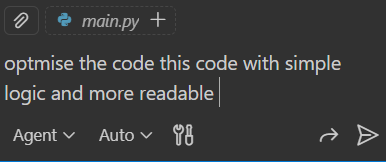 main.py
optmise the code this code with simple
logic and more readable
Agent Auto